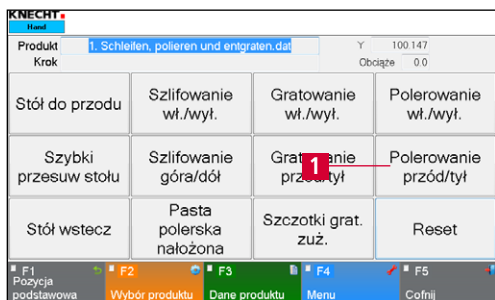 KNECHT
Hand
Produkt 1. Schleifen, polieren und entgraten.dat Y 100.147
Krok Obciąże 0.0
Stół do przodu
Szlifowanie
wł./wył.
Gratowanie
wł./wył.
Polerowanie
wł./wył.
Szybki
przesuw stołu
Szlifowanie
góra/dół
Gratowanie
przód/tył
1
Polerowanie
przód/tył
Stół wstecz
Pasta
polerska
nałożona
Szczotki grat.
zuż.
Reset
F1
Pozycja
podstawowa
F2
Wybór produktu
F3
Dane produktu
F4
Menu
F5
Cofnij